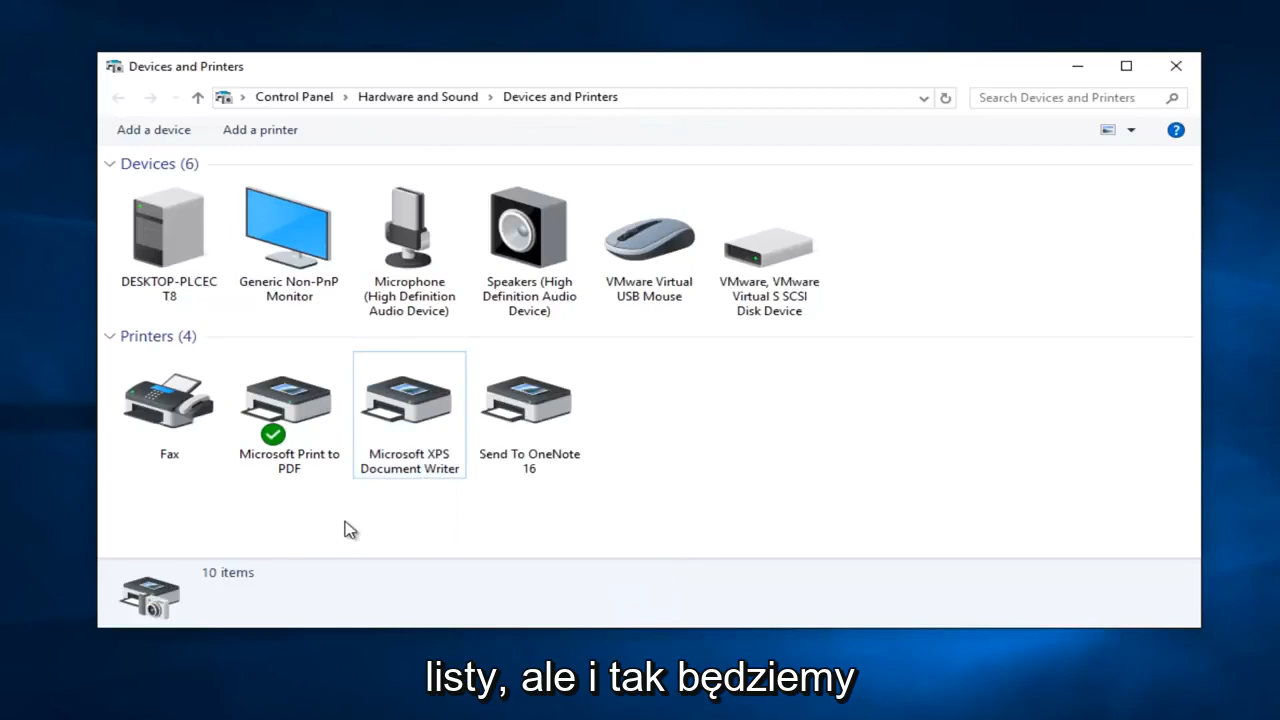 Devices and Printers
Control Panel > Hardware and Sound > Devices and Printers
Search Devices and Printers
Add a device Add a printer
?
Devices (6)
DESKTOP-PLCEC
T8
Generic Non-PnP
Monitor
Microphone
(High Definition
Audio Device)
Speakers (High
Definition Audio
Device)
VMware Virtual
USB Mouse
VMware, VMware
Virtual S SCSI
Disk Device
Printers (4)
Fax
Microsoft Print to
PDF
Microsoft XPS
Document Writer
Send To OneNote
16
10 items
listy, ale i tak będziemy